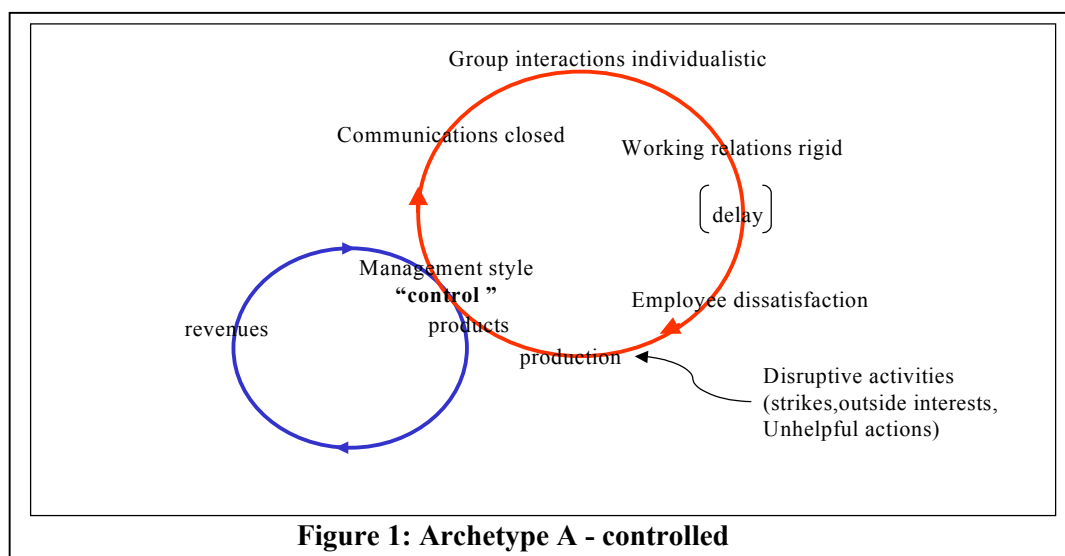 Group interactions individualistic
Communications closed
Working relations rigid
delay
Management style
“control ”
products
revenues
Employee dissatisfaction
production
Disruptive activities
(strikes,outside interests,
Unhelpful actions)
Figure 1: Archetype A - controlled